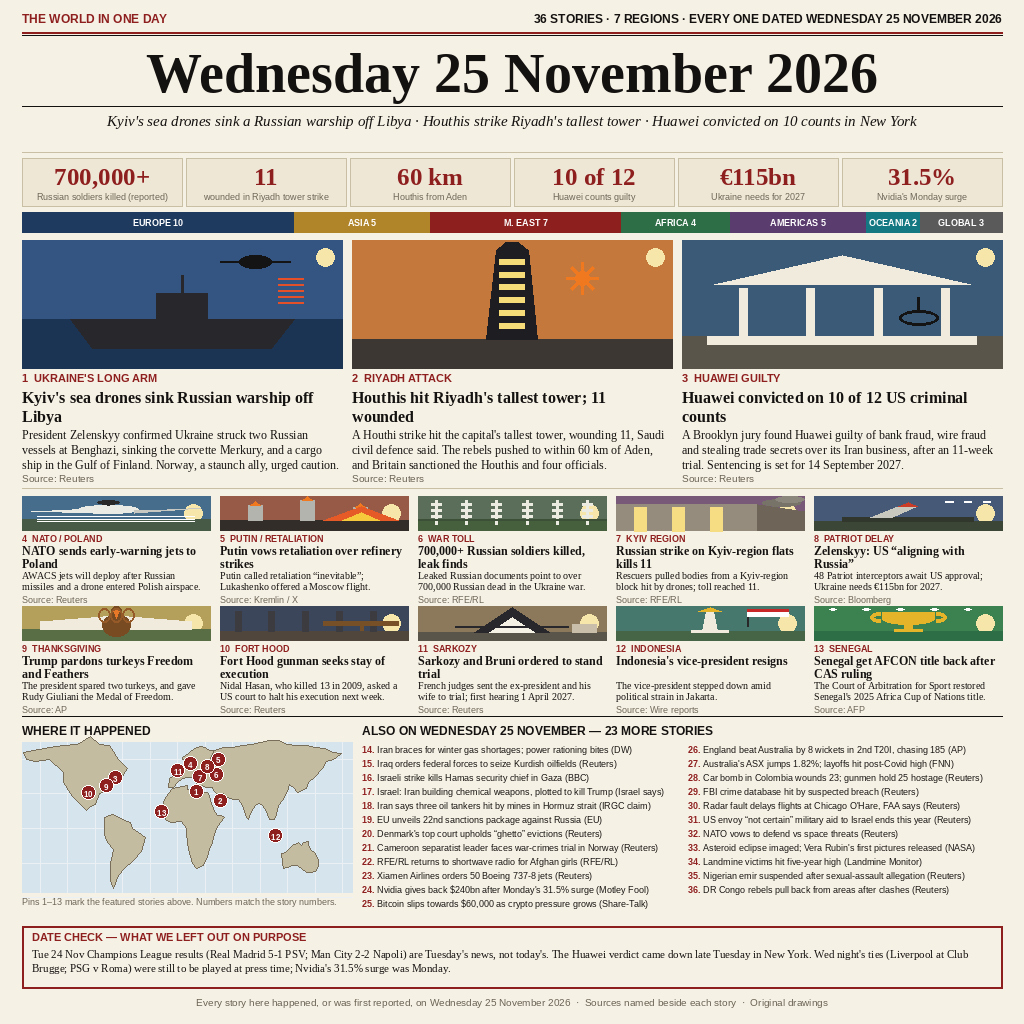 THE WORLD IN ONE DAY
36 STORIES · 7 REGIONS · EVERY ONE DATED WEDNESDAY 25 NOVEMBER 2026
Wednesday 25 November 2026
Kyiv's sea drones sink a Russian warship off Libya · Houthis strike Riyadh's tallest tower · Huawei convicted on 10 counts in New York
700,000+
Russian soldiers killed (reported)
11
wounded in Riyadh tower strike
60 km
Houthis from Aden
10 of 12
Huawei counts guilty
€115bn
Ukraine needs for 2027
31.5%
Nvidia's Monday surge
EUROPE 10
ASIA 5
M. EAST 7
AFRICA 4
AMERICAS 5
OCEANIA 2
GLOBAL 3
1 UKRAINE'S LONG ARM
Kyiv's sea drones sink Russian warship off
Libya
President Zelenskyy confirmed Ukraine struck two Russian
vessels at Benghazi, sinking the corvette Merkury, and a cargo
ship in the Gulf of Finland. Norway, a staunch ally, urged caution.
Source: Reuters
2 RIYADH ATTACK
Houthis hit Riyadh's tallest tower; 11
wounded
A Houthi strike hit the capital's tallest tower, wounding 11, Saudi
civil defence said. The rebels pushed to within 60 km of Aden,
and Britain sanctioned the Houthis and four officials.
Source: Reuters
3 HUAWEI GUILTY
Huawei convicted on 10 of 12 US criminal
counts
A Brooklyn jury found Huawei guilty of bank fraud, wire fraud
and stealing trade secrets over its Iran business, after an 11-week
trial. Sentencing is set for 14 September 2027.
Source: Reuters
4 NATO / POLAND
NATO sends early-warning jets to
Poland
AWACS jets will deploy after Russian
missiles and a drone entered Polish airspace.
Source: Reuters
5 PUTIN / RETALIATION
Putin vows retaliation over refinery
strikes
Putin called retaliation “inevitable”;
Lukashenko offered a Moscow flight.
Source: Kremlin / X
6 WAR TOLL
700,000+ Russian soldiers killed,
leak finds
Leaked Russian documents point to over
700,000 Russian dead in the Ukraine war.
Source: RFE/RL
7 KYIV REGION
Russian strike on Kyiv-region flats
kills 11
Rescuers pulled bodies from a Kyiv-region
block hit by drones; toll reached 11.
Source: RFE/RL
8 PATRIOT DELAY
Zelenskyy: US “aligning with
Russia”
48 Patriot interceptors await US approval;
Ukraine needs €115bn for 2027.
Source: Bloomberg
9 THANKSGIVING
Trump pardons turkeys Freedom
and Feathers
The president spared two turkeys, and gave
Rudy Giuliani the Medal of Freedom.
Source: AP
10 FORT HOOD
Fort Hood gunman seeks stay of
execution
Nidal Hasan, who killed 13 in 2009, asked a
US court to halt his execution next week.
Source: Reuters
11 SARKOZY
Sarkozy and Bruni ordered to stand
trial
French judges sent the ex-president and his
wife to trial; first hearing 1 April 2027.
Source: Reuters
12 INDONESIA
Indonesia's vice-president resigns
The vice-president stepped down amid
political strain in Jakarta.
Source: Wire reports
13 SENEGAL
Senegal get AFCON title back after
CAS ruling
The Court of Arbitration for Sport restored
Senegal's 2025 Africa Cup of Nations title.
Source: AFP
WHERE IT HAPPENED
10
9
3
11
4
8
5
7
6
1
2
13
12
Pins 1–13 mark the featured stories above. Numbers match the story numbers.
ALSO ON WEDNESDAY 25 NOVEMBER — 23 MORE STORIES
14. Iran braces for winter gas shortages; power rationing bites (DW)
15. Iraq orders federal forces to seize Kurdish oilfields (Reuters)
16. Israeli strike kills Hamas security chief in Gaza (BBC)
17. Israel: Iran building chemical weapons, plotted to kill Trump (Israel says)
18. Iran says three oil tankers hit by mines in Hormuz strait (IRGC claim)
19. EU unveils 22nd sanctions package against Russia (EU)
20. Denmark's top court upholds “ghetto” evictions (Reuters)
21. Cameroon separatist leader faces war-crimes trial in Norway (Reuters)
22. RFE/RL returns to shortwave radio for Afghan girls (RFE/RL)
23. Xiamen Airlines orders 50 Boeing 737-8 jets (Reuters)
24. Nvidia gives back $240bn after Monday's 31.5% surge (Motley Fool)
25. Bitcoin slips towards $60,000 as crypto pressure grows (Share-Talk)
26. England beat Australia by 8 wickets in 2nd T20I, chasing 185 (AP)
27. Australia's ASX jumps 1.82%; layoffs hit post-Covid high (FNN)
28. Car bomb in Colombia wounds 23; gunmen hold 25 hostage (Reuters)
29. FBI crime database hit by suspected breach (Reuters)
30. Radar fault delays flights at Chicago O'Hare, FAA says (Reuters)
31. US envoy “not certain” military aid to Israel ends this year (Reuters)
32. NATO vows to defend vs space threats (Reuters)
33. Asteroid eclipse imaged; Vera Rubin's first pictures released (NASA)
34. Landmine victims hit five-year high (Landmine Monitor)
35. Nigerian emir suspended after sexual-assault allegation (Reuters)
36. DR Congo rebels pull back from areas after clashes (Reuters)
DATE CHECK — WHAT WE LEFT OUT ON PURPOSE
Tue 24 Nov Champions League results (Real Madrid 5-1 PSV; Man City 2-2 Napoli) are Tuesday's news, not today's. The Huawei verdict came down late Tuesday in New York. Wed night's ties (Liverpool at Club
Brugge; PSG v Roma) were still to be played at press time; Nvidia's 31.5% surge was Monday.
Every story here happened, or was first reported, on Wednesday 25 November 2026 · Sources named beside each story · Original drawings